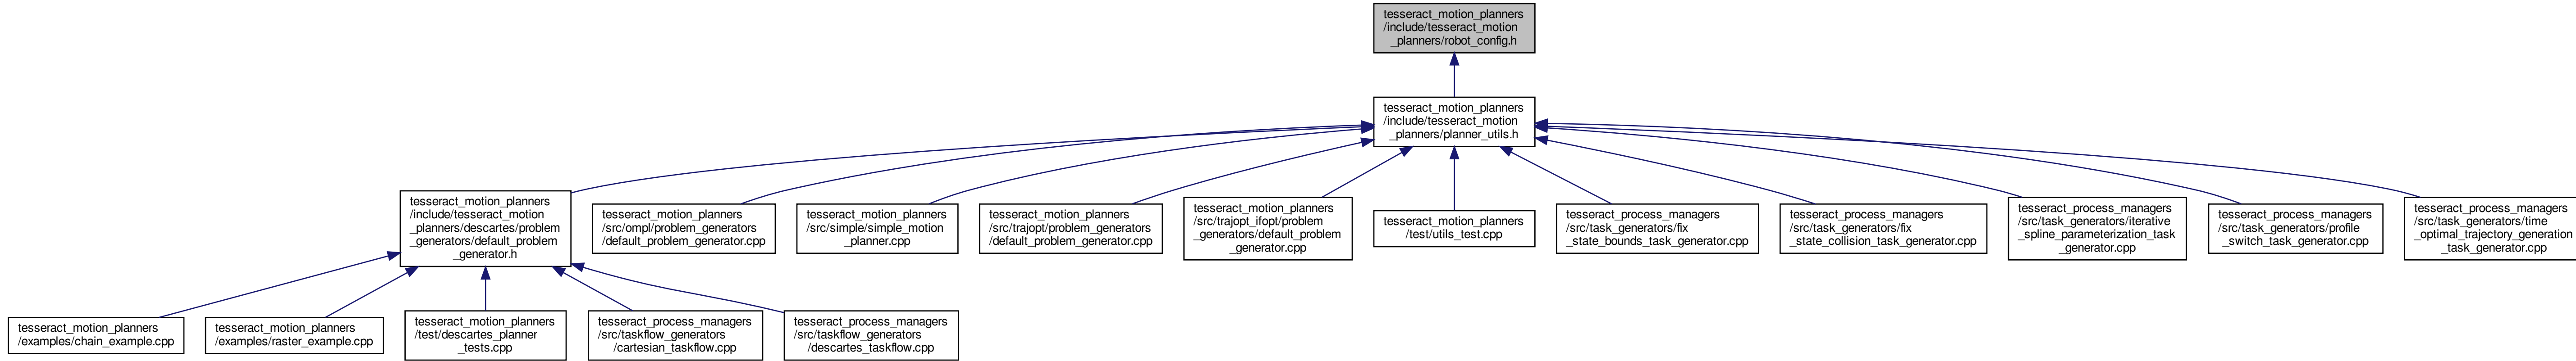 tesseract_motion_planners
/include/tesseract_motion
_planners/robot_config.h
tesseract_motion_planners
/include/tesseract_motion
_planners/planner_utils.h
tesseract_motion_planners
/include/tesseract_motion
_planners/descartes/problem
_generators/default_problem
_generator.h
tesseract_motion_planners
/src/ompl/problem_generators
/default_problem_generator.cpp
tesseract_motion_planners
/src/simple/simple_motion
_planner.cpp
tesseract_motion_planners
/src/trajopt/problem_generators
/default_problem_generator.cpp
tesseract_motion_planners
/src/trajopt_ifopt/problem
_generators/default_problem
_generator.cpp
tesseract_motion_planners
/test/utils_test.cpp
tesseract_process_managers
/src/task_generators/fix
_state_bounds_task_generator.cpp
tesseract_process_managers
/src/task_generators/fix
_state_collision_task_generator.cpp
tesseract_process_managers
/src/task_generators/iterative
_spline_parameterization_task
_generator.cpp
tesseract_process_managers
/src/task_generators/profile
_switch_task_generator.cpp
tesseract_process_managers
/src/task_generators/time
_optimal_trajectory_generation
_task_generator.cpp
tesseract_motion_planners
/examples/chain_example.cpp
tesseract_motion_planners
/examples/raster_example.cpp
tesseract_motion_planners
/test/descartes_planner
_tests.cpp
tesseract_process_managers
/src/taskflow_generators
/cartesian_taskflow.cpp
tesseract_process_managers
/src/taskflow_generators
/descartes_taskflow.cpp